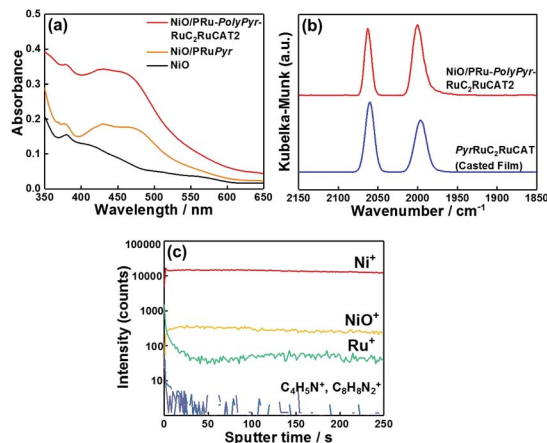 (a)
NiO/PRu-PolyPyr-
RuC₂RuCAT2
NiO/PRuPyr
NiO
Absorbance
0.4
0.3
0.2
0.1
0.0
350 400 450 500 550 600 650
Wavelength / nm
(b)
NiO/PRu-PolyPyr-
RuC₂RuCAT2
PyrRuC₂RuCAT
(Casted Film)
Kubelka-Munk (a.u.)
2150 2100 2050 2000 1950 1900 1850
Wavenumber / cm⁻¹
(c)
Ni⁺
NiO⁺
Ru⁺
C₄H₅N⁺, C₈H₈N₂⁺
Intensity (counts)
100000
10000
1000
100
10
0 50 100 150 200 250
Sputter time / s